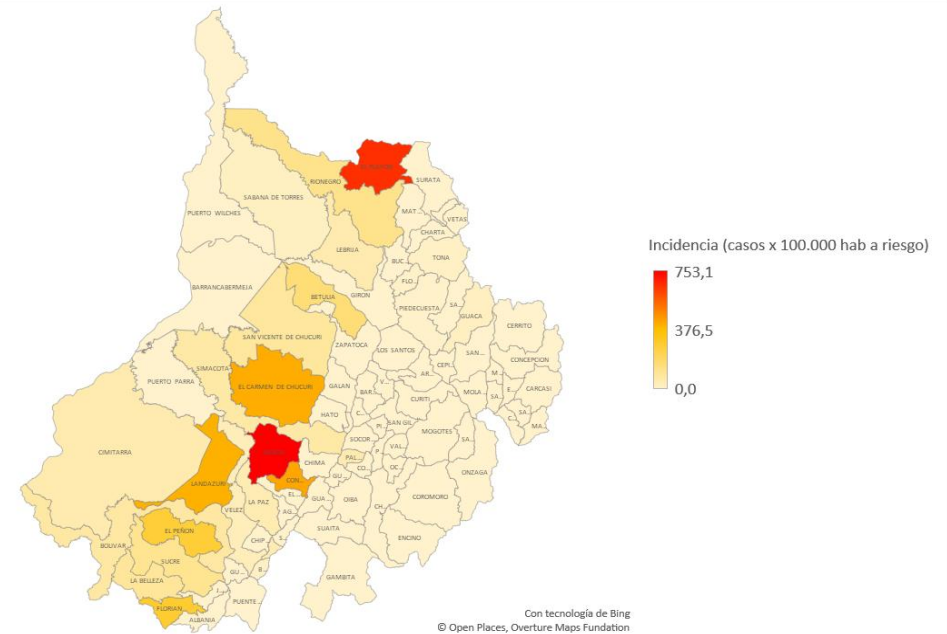 SURATA
RIONEGRO
SABANA DE TORRES
MAT...
PUERTO WILCHES
VETAS
CHARTA
Incidencia (casos x 100.000 hab a riesgo)
LEBRIJA
TONA
BUC...
753,1
FLO...
BARRANCABERMEJA
BETULIA
GIRON
PIEDECUESTA
SA...
GUACA
376,5
CERRITO
SAN VICENTE DE CHUCURI
ZAPATOCA
LOS SANTOS
SAN...
CONCEPCION
SIMACOTA
CEPI...
AR...
M...
PUERTO PARRA
EL CARMEN DE CHUCURI
GALAN
V...
E...
CARCASI
0,0
BAR...
CURITI
MOLA...
SA...
HATO
C...
SA...
C...
PI...
SAN GIL
MA...
MOGOTES
SOCOR...
VAL...
SA...
CIMITARRA
CON...
CHIMA
PAL...
P...
CO...
OC...
ONZAGA
LANDAZURI
GU...
EL...
LA PAZ
GUA...
OIBA
CH...
COROMORO
VELEZ
AG...
SUAITA
EL PEÑON
CHIP...
S...
ENCINO
BOLIVAR
SUCRE
GU...
B...
LA BELLEZA
GAMBITA
J...
PUENTE...
FLORIAN
ALBANIA
Con tecnología de Bing
© Open Places, Overture Maps Fundation